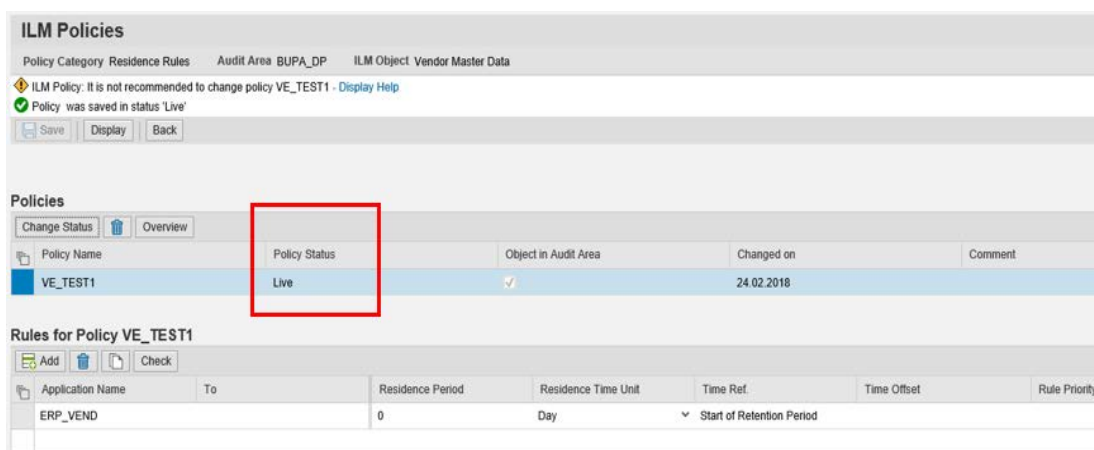 ILM Policies
Policy Category Residence Rules Audit Area BUPA_DP ILM Object Vendor Master Data
ILM Policy: It is not recommended to change policy VE_TEST1 - Display Help
Policy was saved in status 'Live'
Save Display Back
Policies
Change Status Overview
Policy Name Policy Status Object in Audit Area Changed on Comment
VE_TEST1 Live 24.02.2018
Rules for Policy VE_TEST1
Add Check
Application Name To Residence Period Residence Time Unit Time Ref. Time Offset Rule Priority
ERP_VEND 0 Day Start of Retention Period